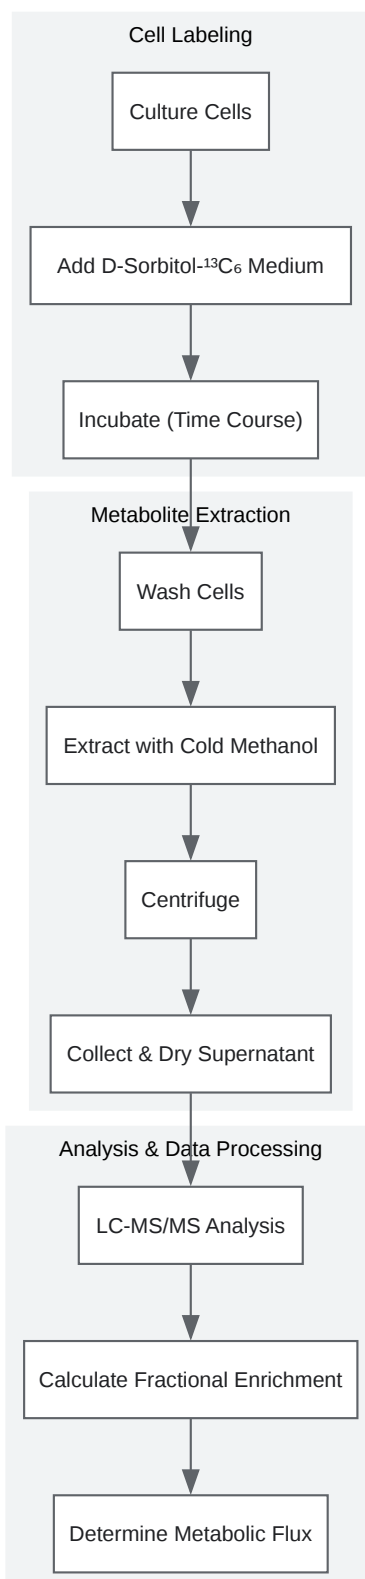 Cell Labeling
Culture Cells
Add D-Sorbitol-¹³C₆ Medium
Incubate (Time Course)
Metabolite Extraction
Wash Cells
Extract with Cold Methanol
Centrifuge
Collect & Dry Supernatant
Analysis & Data Processing
LC-MS/MS Analysis
Calculate Fractional Enrichment
Determine Metabolic Flux